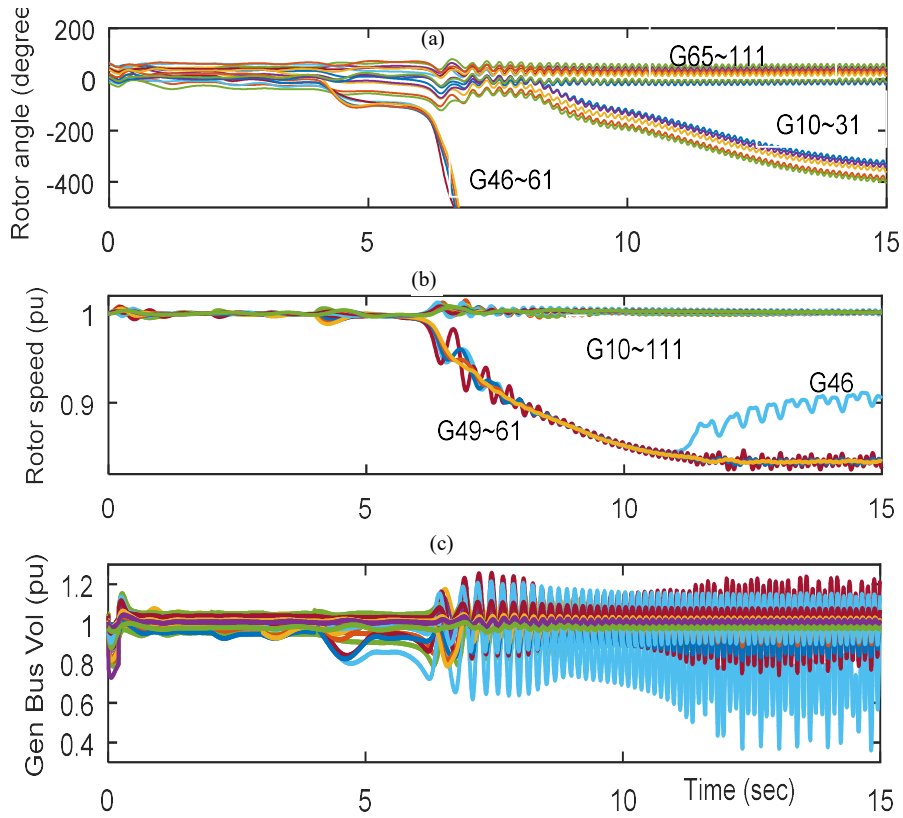 (a)
Rotor angle (degree
200
0
-200
-400
G65~111
G10~31
G46~61
0 5 10 15
(b)
Rotor speed (pu)
1
0.9
G10~111
G46
G49~61
0 5 10 15
(c)
Gen Bus Vol (pu)
1.2
1
0.8
0.6
0.4
Time (sec)
0 5 10 15